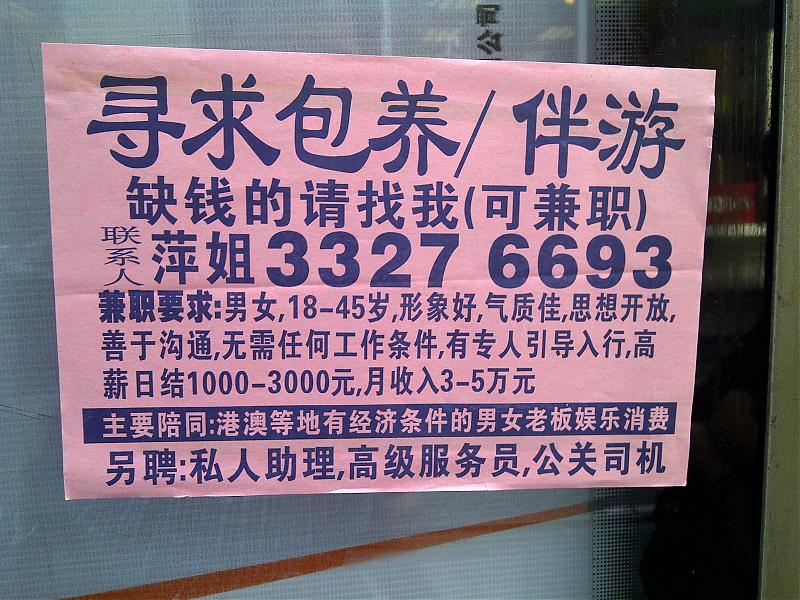 公司
寻求包养/伴游
缺钱的请找我(可兼职)
联系人 萍姐 3327 6693
兼职要求:男女,18-45岁,形象好,气质佳,思想开放,
善于沟通,无需任何工作条件,有专人引导入行,高
薪日结1000-3000元,月收入3-5万元
主要陪同:港澳等地有经济条件的男女老板娱乐消费
另聘:私人助理,高级服务员,公关司机